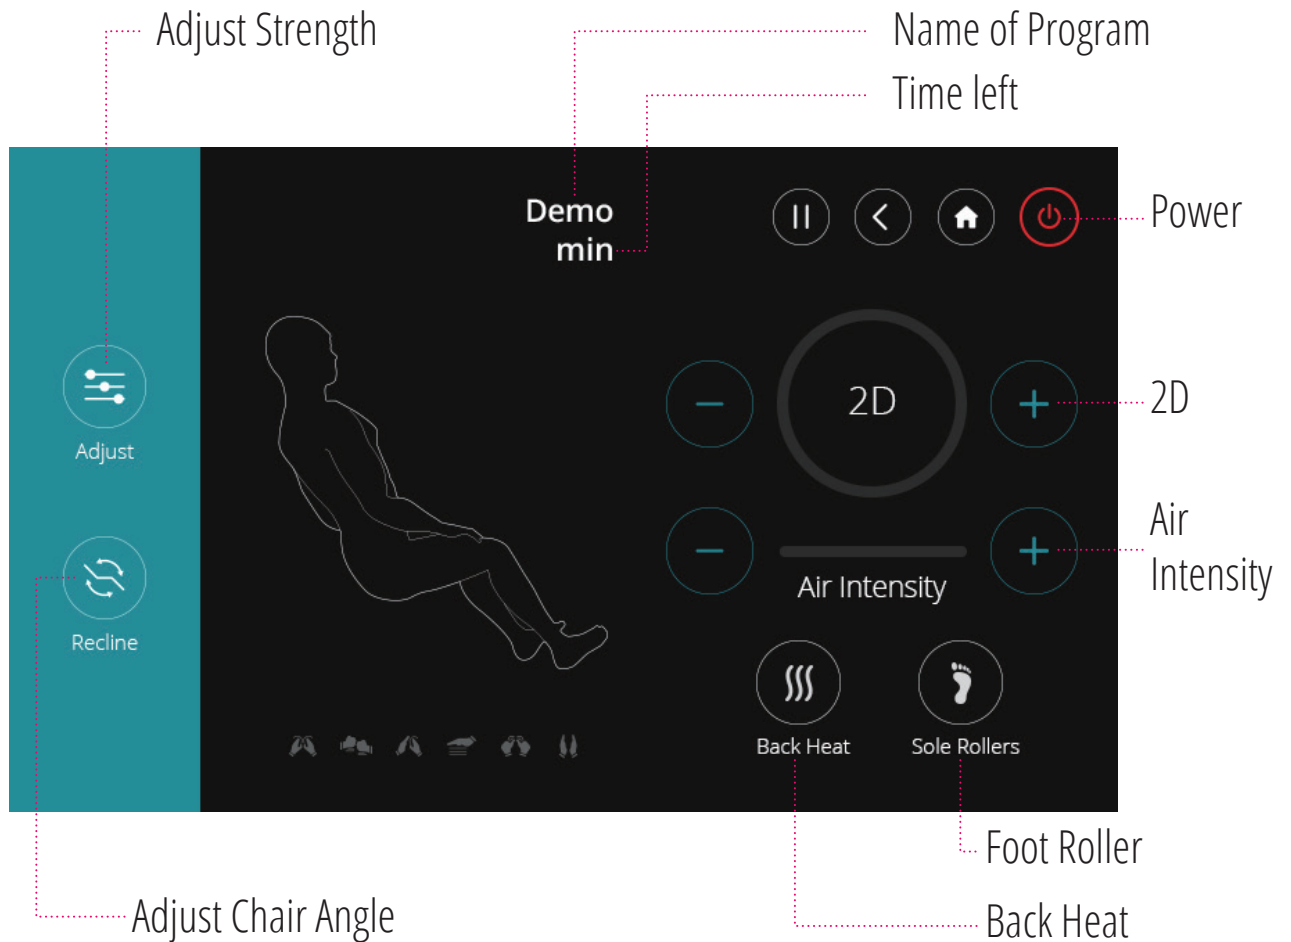 Adjust Strength
Name of Program
Time left
Demo
min
Power
2D
2D
Adjust
Air
Intensity
Air Intensity
Recline
Back Heat
Sole Rollers
Foot Roller
Adjust Chair Angle
Back Heat